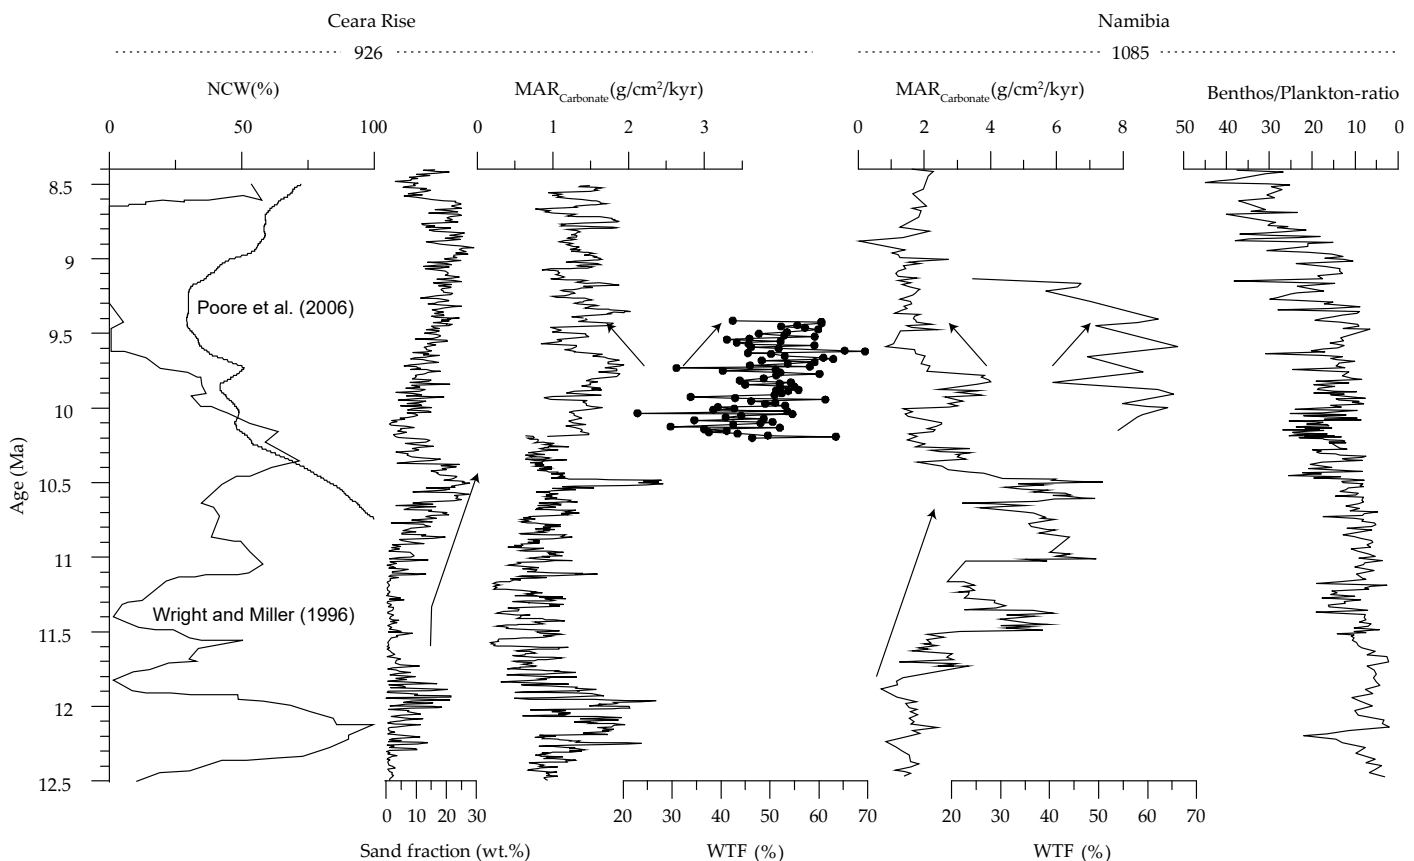 Ceara Rise Namibia
926 1085
NCW(%) MAR Carbonate (g/cm²/kyr) MAR Carbonate (g/cm²/kyr) Benthos/Plankton-ratio
0 50 100 0 1 2 3 0 2 4 6 8 50 40 30 20 10 0
8.5
9
Poore et al. (2006)
9.5
10
Age (Ma)
10.5
11
Wright and Miller (1996)
11.5
12
12.5
0 10 20 30 20 30 40 50 60 70 20 30 40 50 60 70
Sand fraction (wt.%) WTF (%) WTF (%)